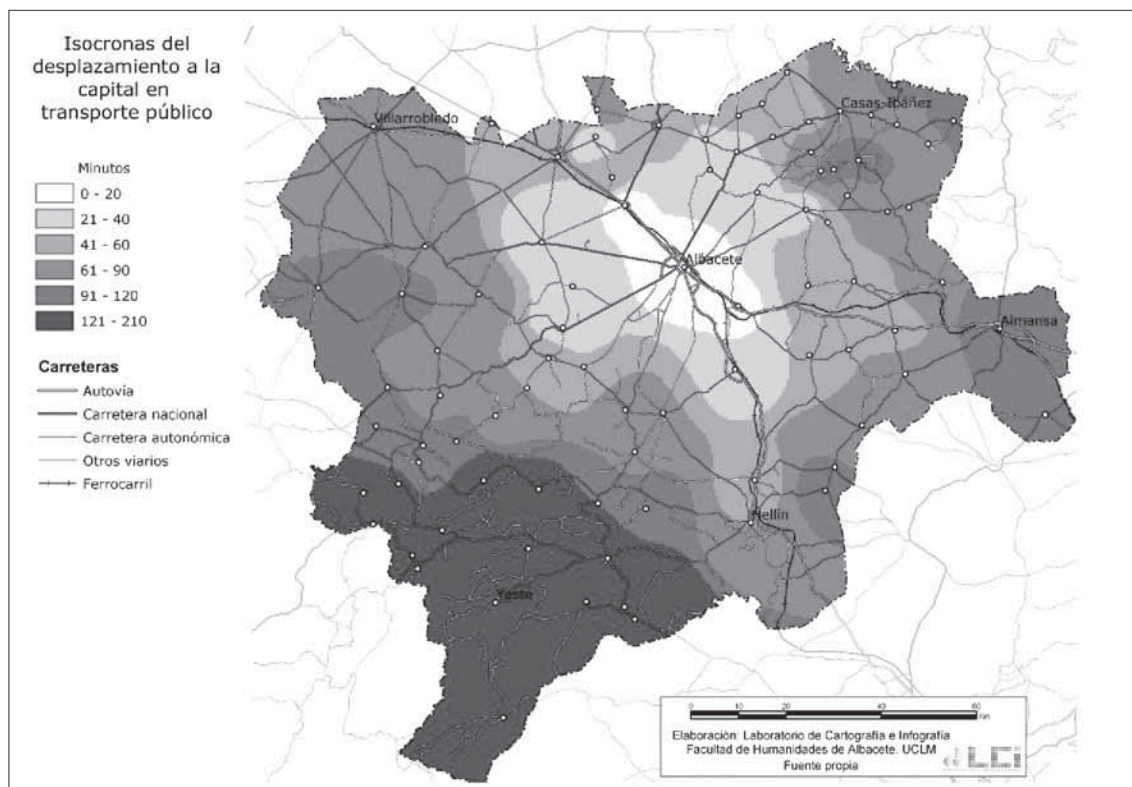 Isocronas del
desplazamiento a la
capital en
transporte público
Minutos
0 - 20
21 - 40
41 - 60
61 - 90
91 - 120
121 - 210
Carreteras
Autovía
Carretera nacional
Carretera autonómica
Otros viarios
Ferrocarril
Villarrobledo
Casas-Ibáñez
Albacete
Almansa
Hellín
Yeste
0 10 20 40 60
Km
Elaboración: Laboratorio de Cartografía e Infografía
Facultad de Humanidades de Albacete. UCLM
Fuente propia
LCi